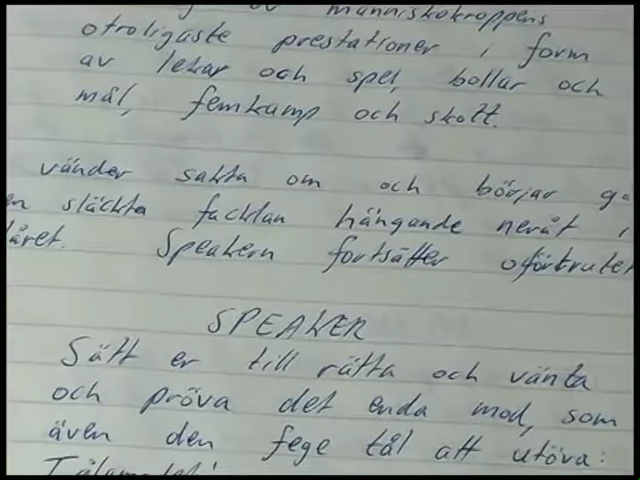 människokroppens
otroligaste prestationer i form
av lekar och spel, bollar och
mål, femkamp och skott.
vänder sakta om och börjar
släckta facklan hängande neråt i
Speakern fortsätter
SPEAKER
Sätt er till rätta och vänta
och pröva det enda mod, som
även den fege tål att utöva: